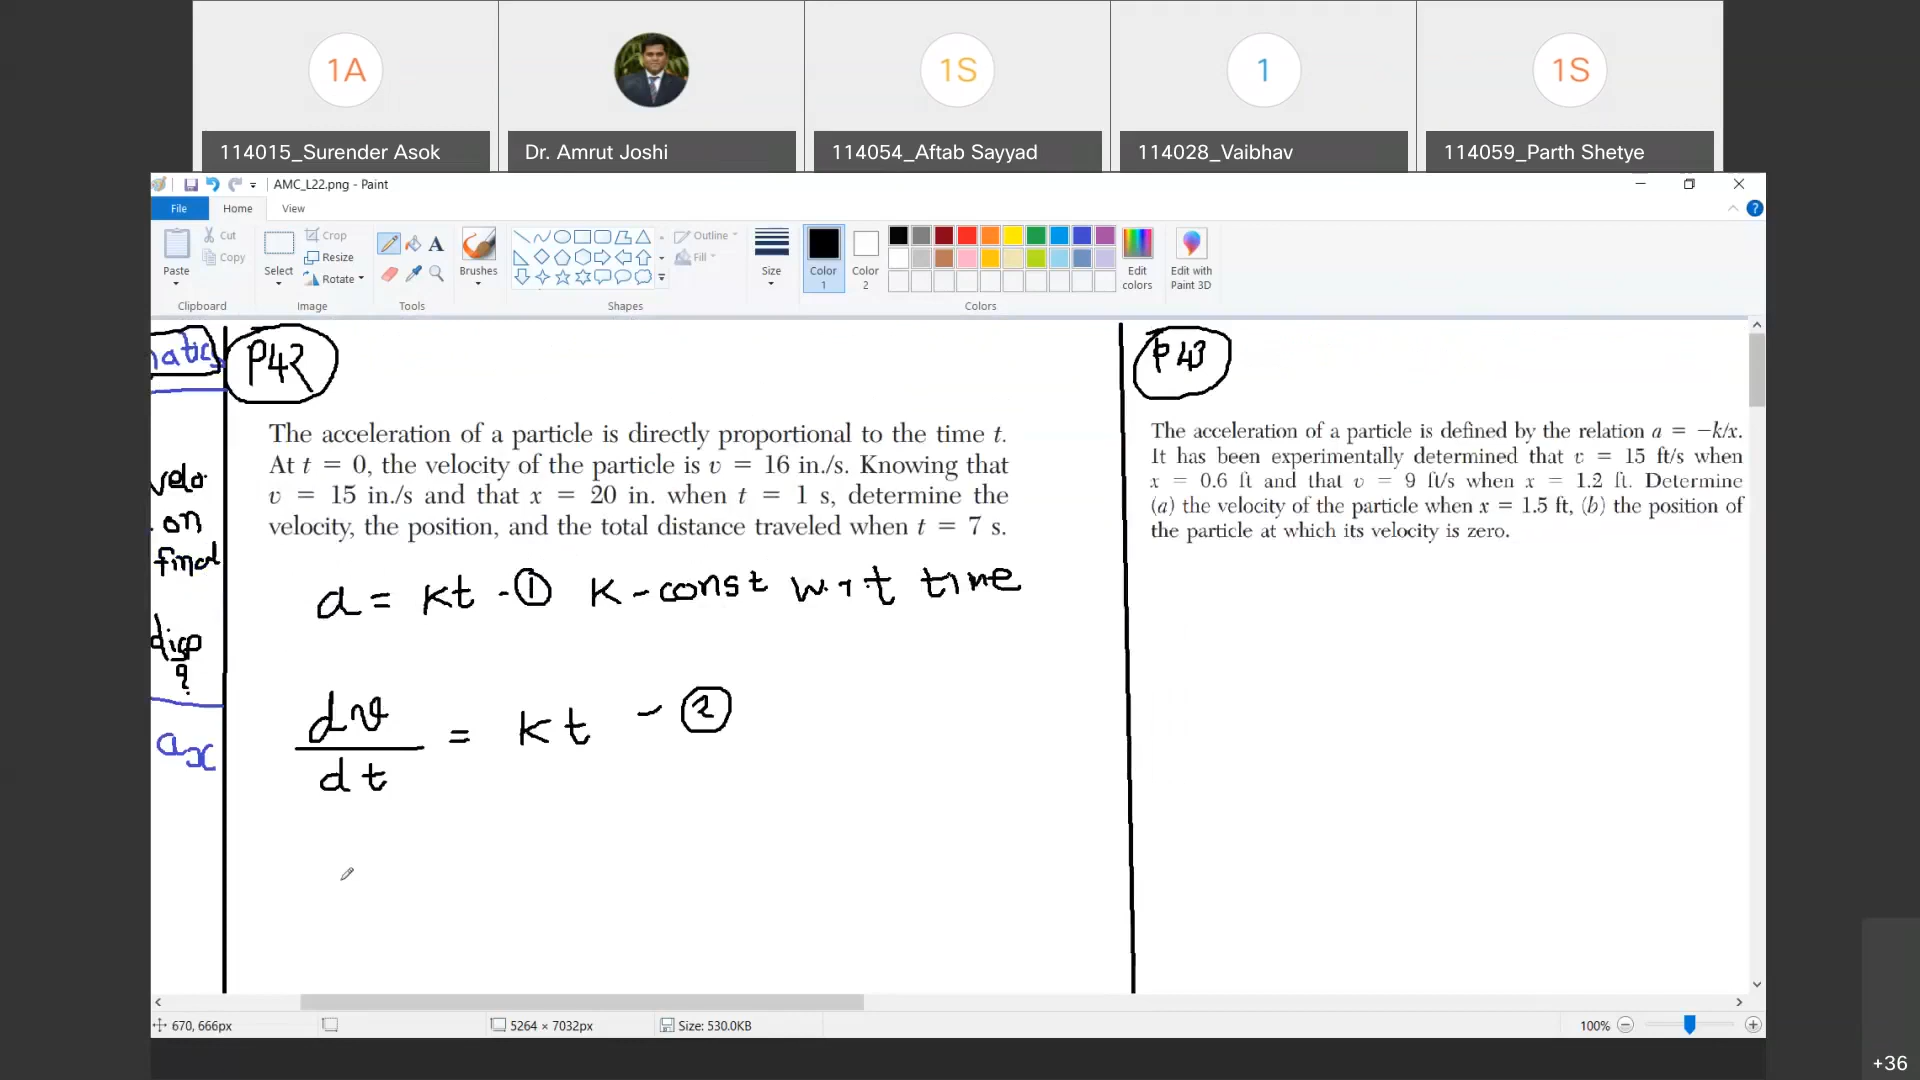 1A
1S
1
1S
114015_Surender Asok
Dr. Amrut Joshi
114054_Aftab Sayyad
114028_Vaibhav
114059_Parth Shetye
AMC_L22.png - Paint
File
Home
View
Paste
Cut
Copy
Clipboard
Select
Crop
Resize
Rotate
Image
A
Tools
Brushes
Shapes
Outline
Fill
Size
Color
1
Color
2
Colors
Edit
colors
Edit with
Paint 3D
natic
velo
on
final
disp
?
ax
P42
The acceleration of a particle is directly proportional to the time t.
At t = 0, the velocity of the particle is v = 16 in./s. Knowing that
v = 15 in./s and that x = 20 in. when t = 1 s, determine the
velocity, the position, and the total distance traveled when t = 7 s.
a = kt - ① K - const w.r.t time
dv
dt
= kt - ②
P43
The acceleration of a particle is defined by the relation a = −k/x.
It has been experimentally determined that v = 15 ft/s when
x = 0.6 ft and that v = 9 ft/s when x = 1.2 ft. Determine
(a) the velocity of the particle when x = 1.5 ft, (b) the position of
the particle at which its velocity is zero.
670, 666px
5264 × 7032px
Size: 530.0KB
100%
+36